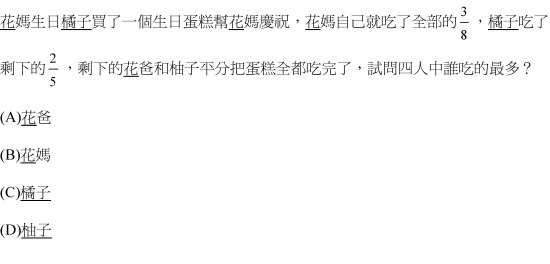 花媽生日橘子買了一個生日蛋糕幫花媽慶祝，花媽自己就吃了全部的3/8，橘子吃了
剩下的2/5，剩下的花爸和柚子平分把蛋糕全都吃完了，試問四人中誰吃的最多？
(A)花爸
(B)花媽
(C)橘子
(D)柚子